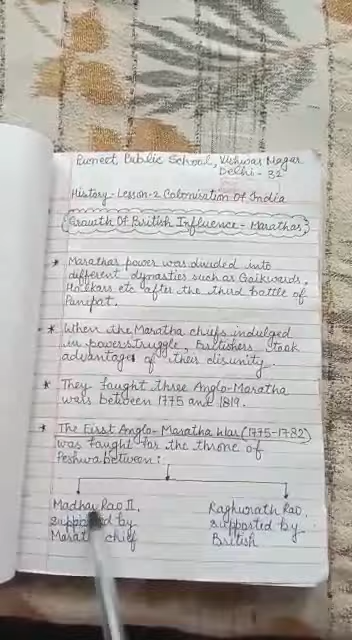 Puneet Public School, Vishwas Nagar
Delhi - 32
History - Lesson-2 Colonisation Of India
Growth Of British Influence - Marathas
* Marathas power was divided into
different dynasties such as Gaikwards,
Holkars etc after the third battle of
Panipat.
* When the Maratha chiefs indulged
in power struggle, Britishers took
advantage of their disunity.
* They fought three Anglo-Maratha
wars between 1775 and 1819.
* The First Anglo-Maratha War (1775-1782)
was fought for the throne of
Peshwa between:
Madhav Rao II,
supported by
chief
Raghunath Rao,
supported by
British